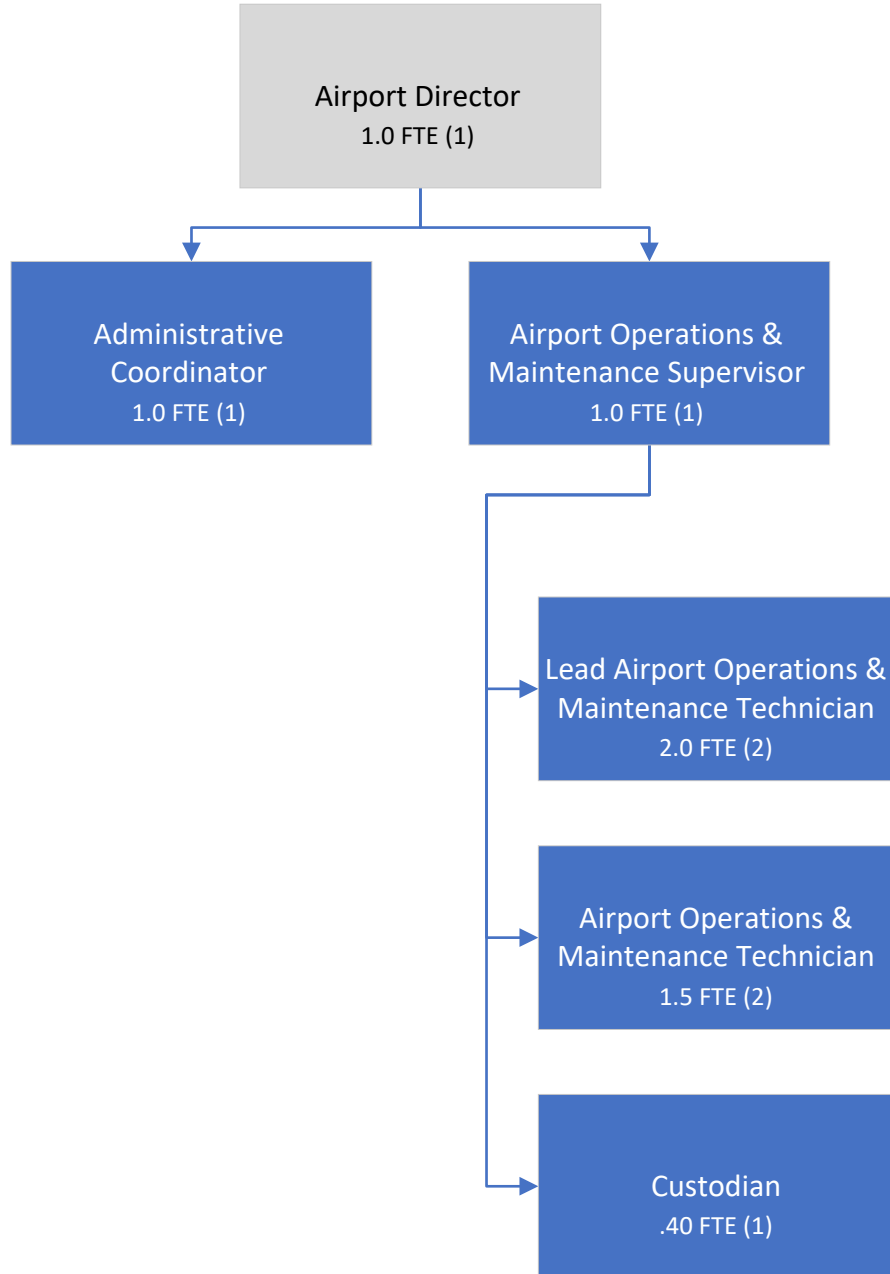 Airport Director
1.0 FTE (1)
Administrative
Coordinator
1.0 FTE (1)
Airport Operations &
Maintenance Supervisor
1.0 FTE (1)
Lead Airport Operations &
Maintenance Technician
2.0 FTE (2)
Airport Operations &
Maintenance Technician
1.5 FTE (2)
Custodian
.40 FTE (1)